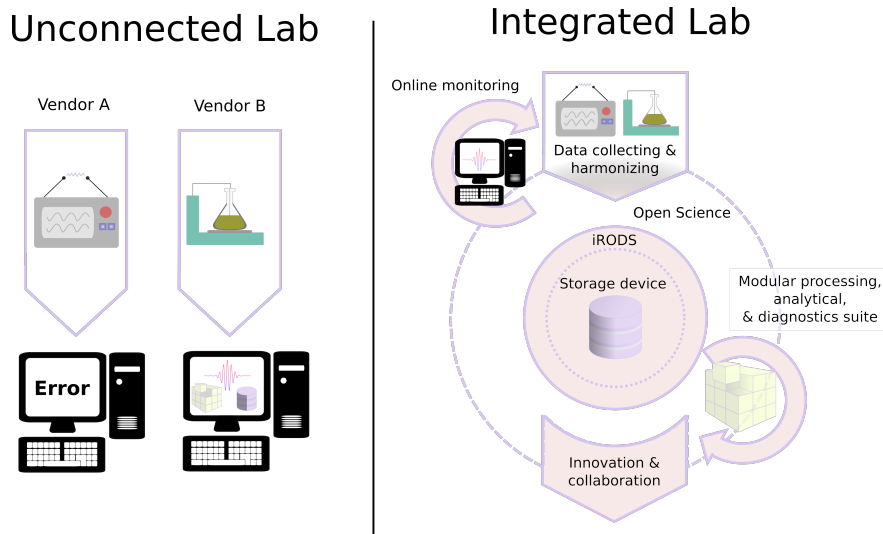 Unconnected Lab
Vendor A
Vendor B
Error
Integrated Lab
Online monitoring
Data collecting &
harmonizing
Open Science
iRODS
Storage device
Modular processing,
analytical,
& diagnostics suite
Innovation &
collaboration